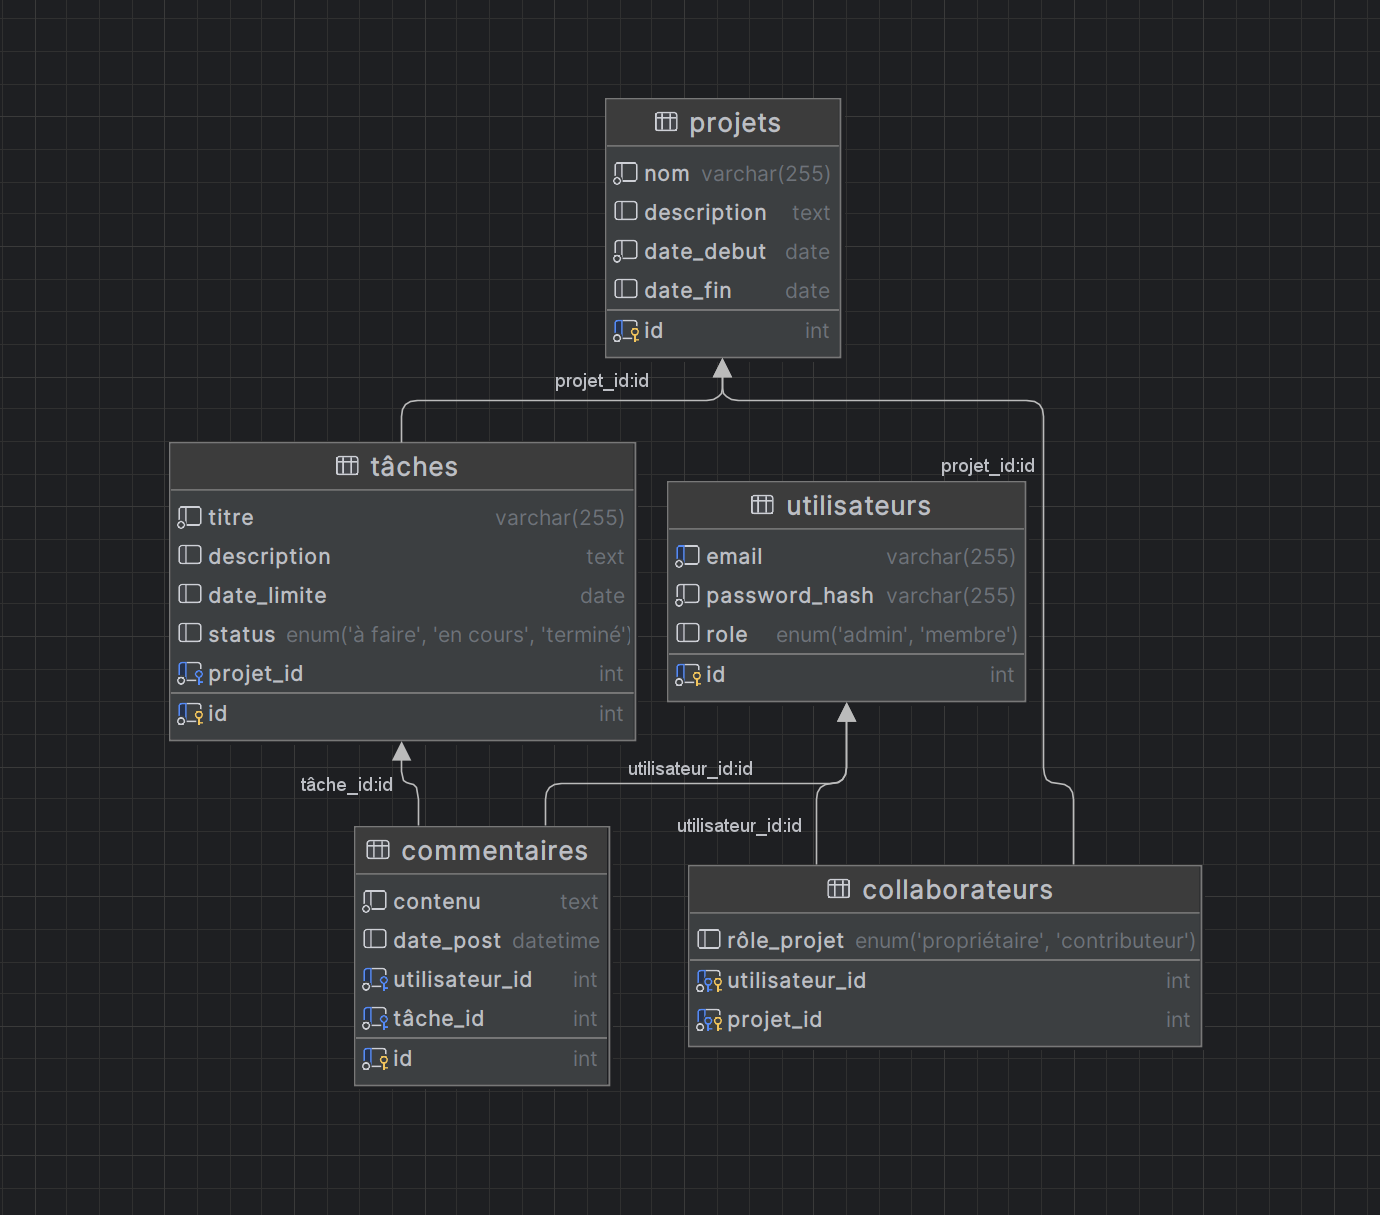 projets
nom varchar(255)
description text
date_debut date
date_fin date
id int
projet_id:id
projet_id:id
tâches
titre varchar(255)
description text
date_limite date
status enum('à faire', 'en cours', 'terminé')
projet_id int
id int
utilisateurs
email varchar(255)
password_hash varchar(255)
role enum('admin', 'membre')
id int
tâche_id:id
utilisateur_id:id
utilisateur_id:id
commentaires
contenu text
date_post datetime
utilisateur_id int
tâche_id int
id int
collaborateurs
rôle_projet enum('propriétaire', 'contributeur')
utilisateur_id int
projet_id int